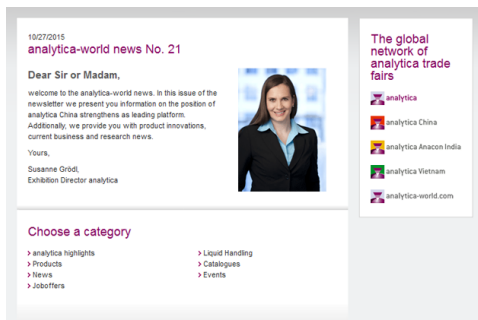 10/27/2015
analytica-world news No. 21
Dear Sir or Madam,
welcome to the analytica-world news. In this issue of the
newsletter we present you information on the position of
analytica China strengthens as leading platform.
Additionally, we provide you with product innovations,
current business and research news.
Yours,
Susanne Grödl,
Exhibition Director analytica
Choose a category
analytica highlights
Products
News
Joboffers
Liquid Handling
Catalogues
Events
The global
network of
analytica trade
fairs
analytica
analytica China
analytica Anacon India
analytica Vietnam
analytica-world.com